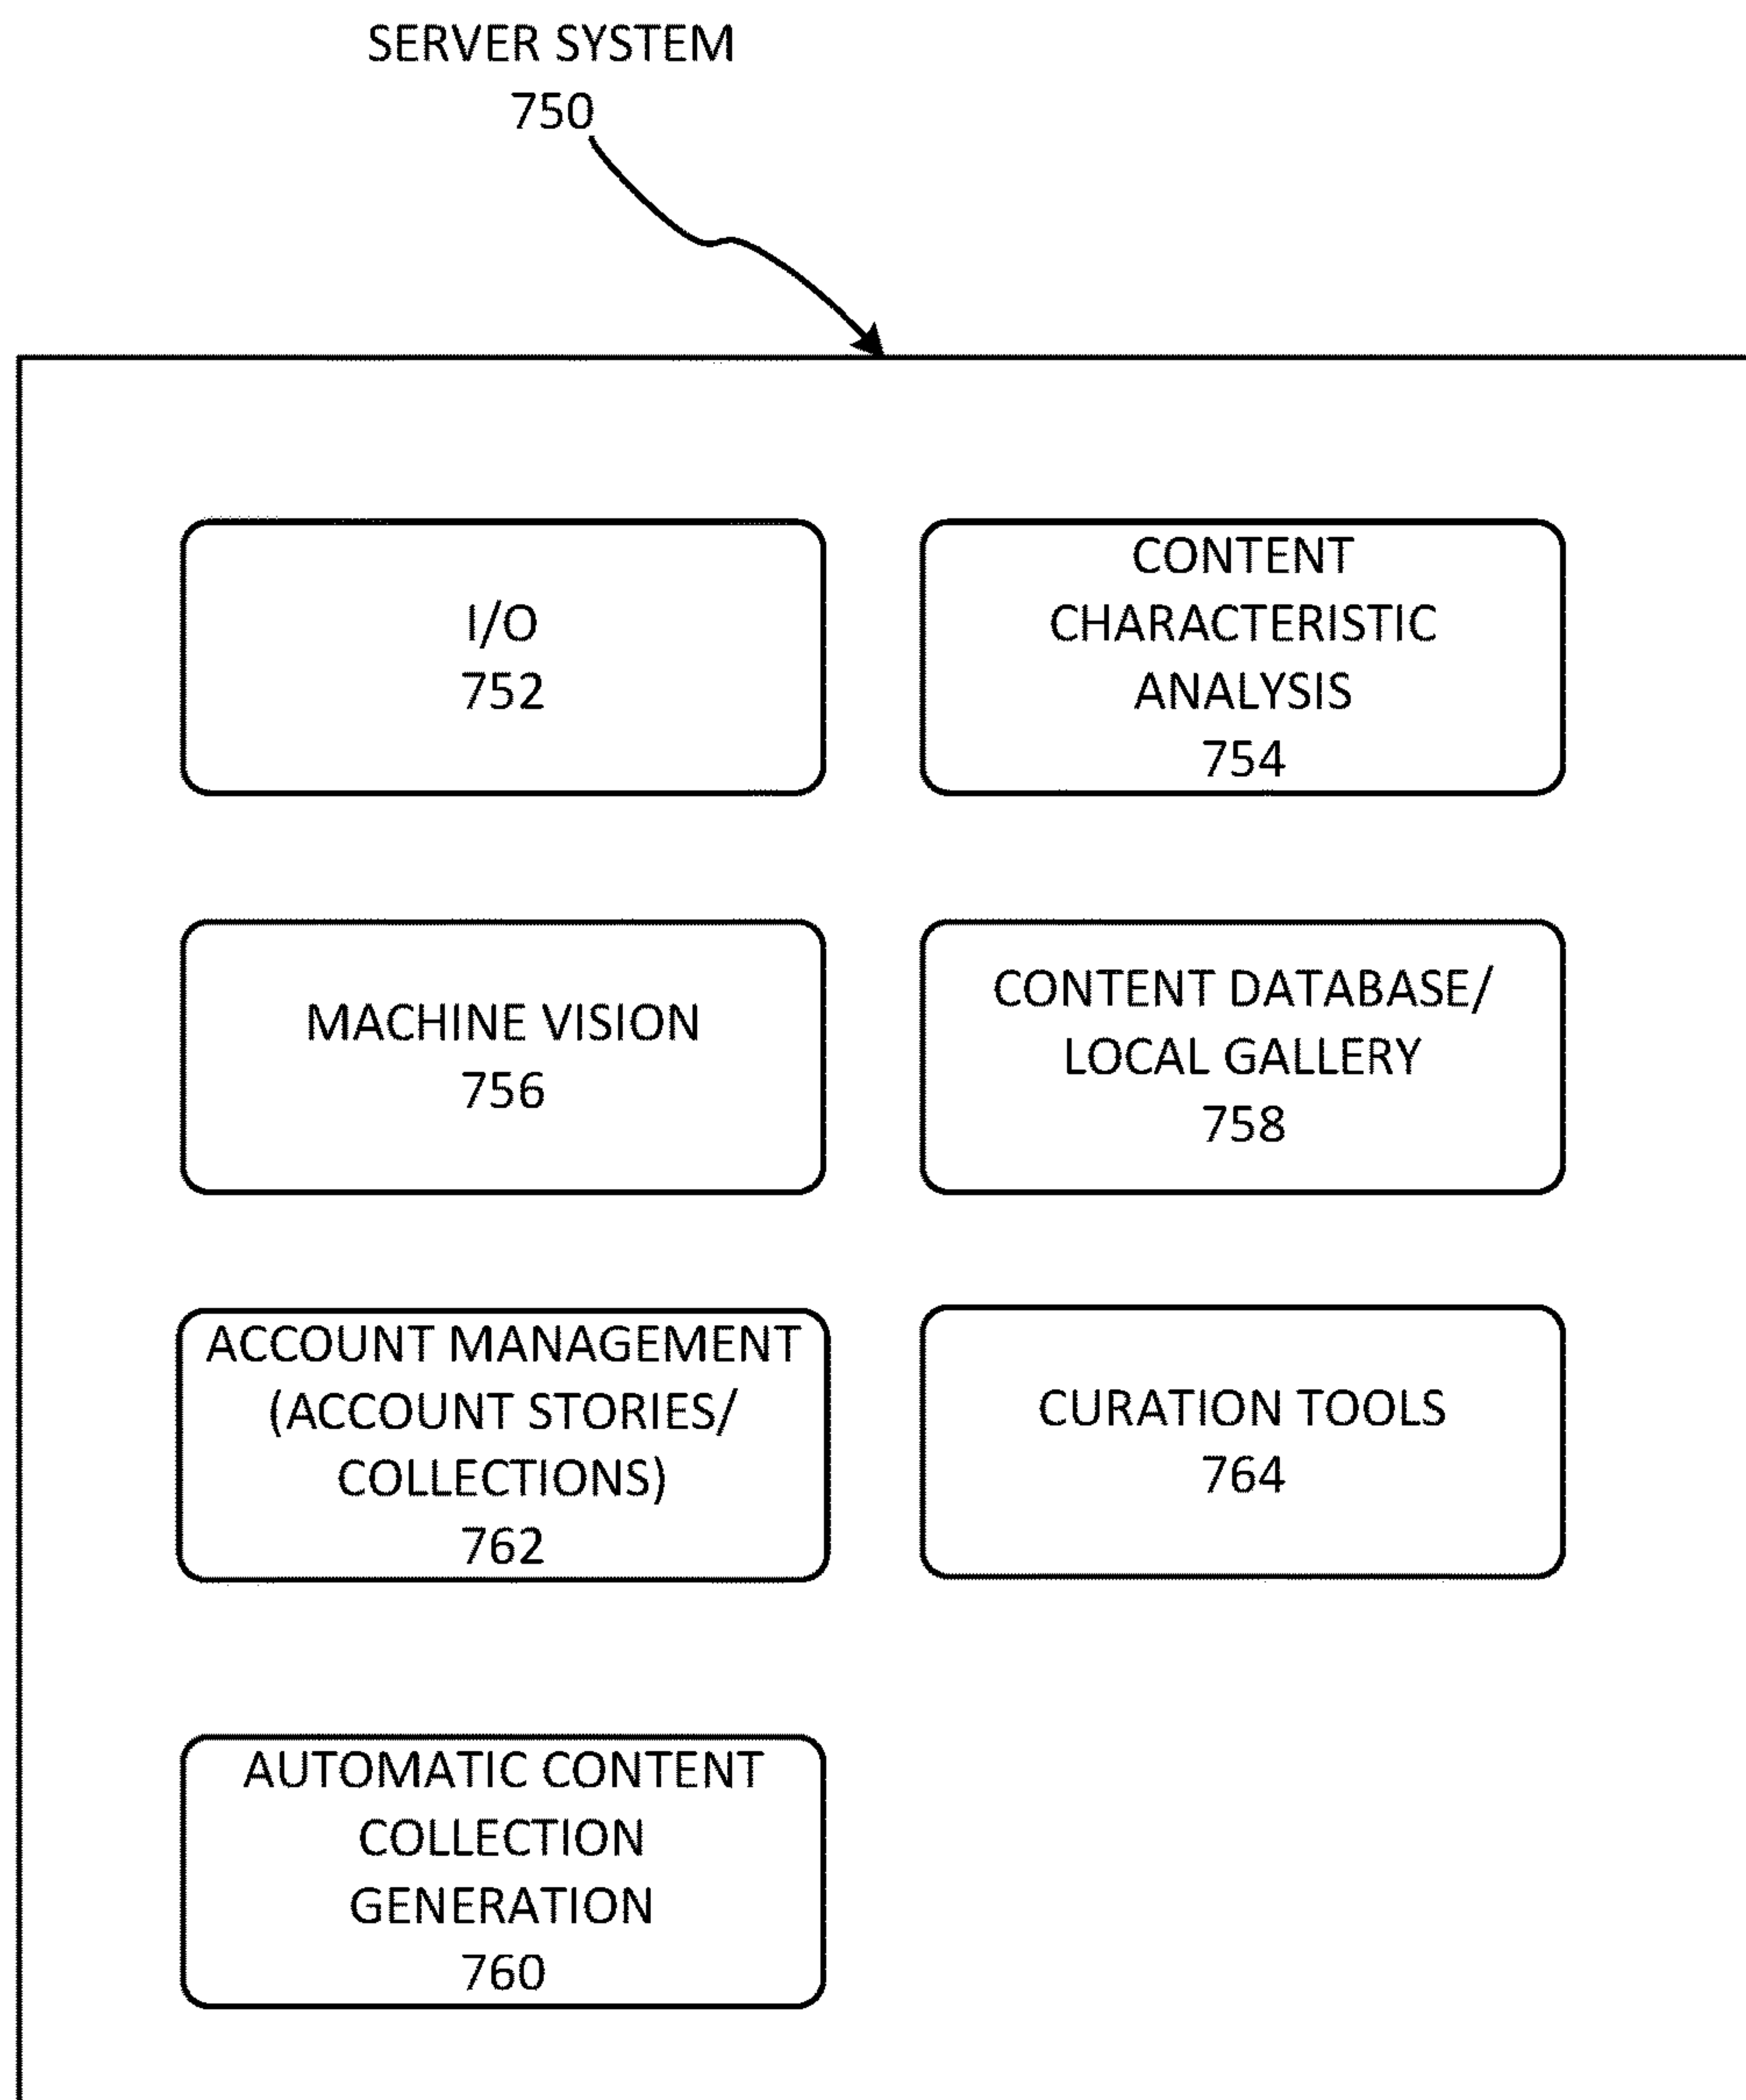 SERVER SYSTEM
750
I/O
752
CONTENT
CHARACTERISTIC
ANALYSIS
754
MACHINE VISION
756
CONTENT DATABASE/
LOCAL GALLERY
758
ACCOUNT MANAGEMENT
(ACCOUNT STORIES/
COLLECTIONS)
762
CURATION TOOLS
764
AUTOMATIC CONTENT
COLLECTION
GENERATION
760